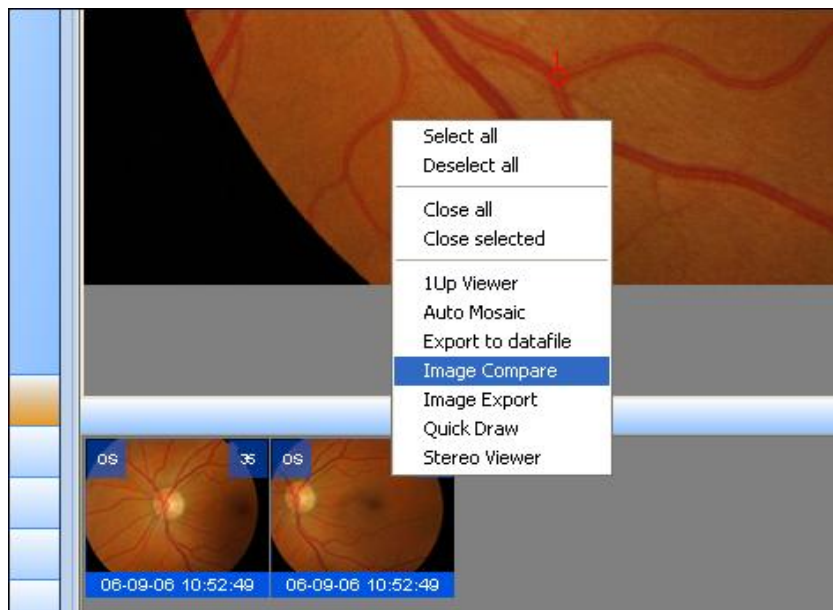 Select all
Deselect all
Close all
Close selected
1Up Viewer
Auto Mosaic
Export to datafile
Image Compare
Image Export
Quick Draw
Stereo Viewer
OS 35 OS
06-09-06 10:52:49 06-09-06 10:52:49